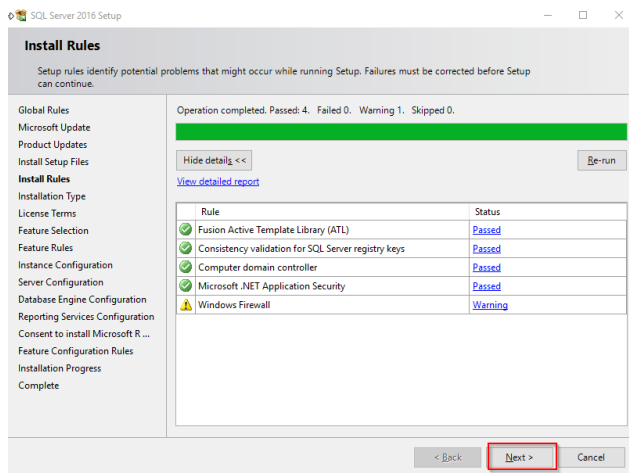 SQL Server 2016 Setup
Install Rules
Setup rules identify potential problems that might occur while running Setup. Failures must be corrected before Setup
can continue.
Global Rules
Microsoft Update
Product Updates
Install Setup Files
Install Rules
Installation Type
License Terms
Feature Selection
Feature Rules
Instance Configuration
Server Configuration
Database Engine Configuration
Reporting Services Configuration
Consent to install Microsoft R ...
Feature Configuration Rules
Installation Progress
Complete
Operation completed. Passed: 4. Failed 0. Warning 1. Skipped 0.
Hide details <<
Re-run
View detailed report
Rule Status
Fusion Active Template Library (ATL) Passed
Consistency validation for SQL Server registry keys Passed
Computer domain controller Passed
Microsoft .NET Application Security Passed
Windows Firewall Warning
< Back Next > Cancel